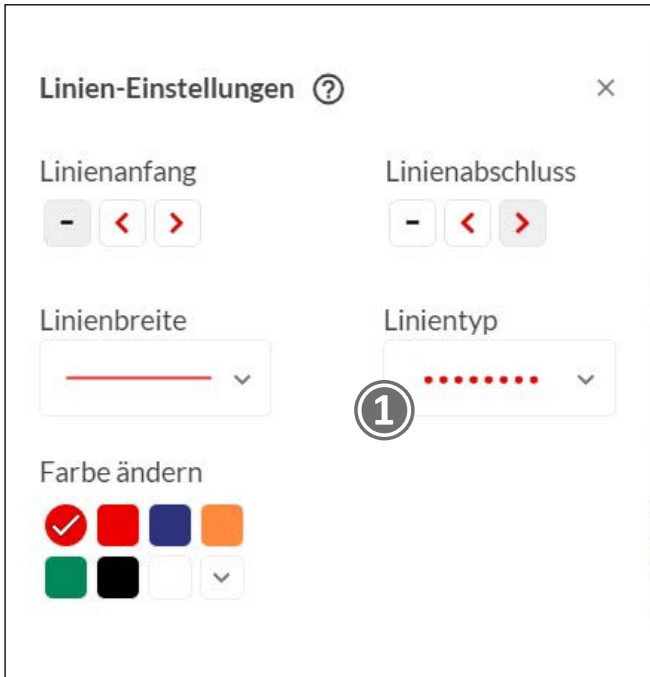 Linien-Einstellungen ?
Linienanfang
Linienabschluss
Linienbreite
Linientyp
1
Farbe ändern